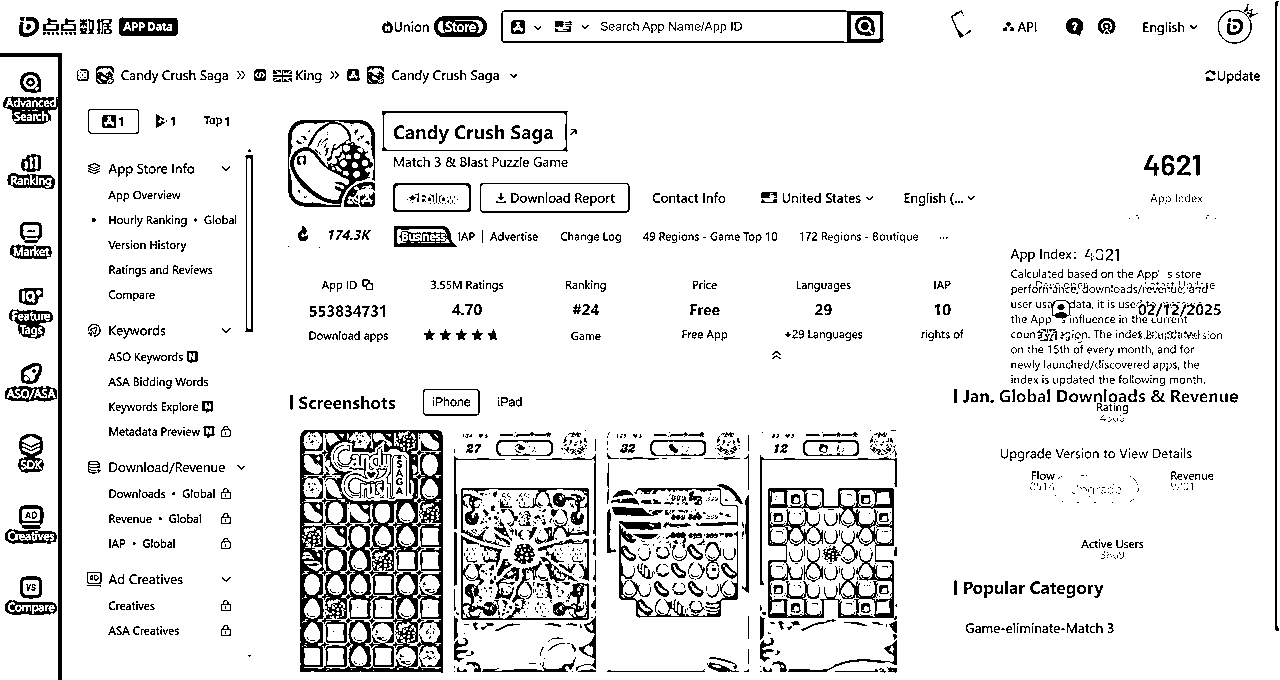 点点数据 APP Data
Union iStore
Search App Name/App ID
API
English
Candy Crush Saga » King » Candy Crush Saga
Update
Advanced
Search
Ranking
Market
Feature
Tags
ASO/ASA
SDK
AD
Creatives
VS
Compare
1 1 Top 1
App Store Info
App Overview
Hourly Ranking • Global
Version History
Ratings and Reviews
Compare
Keywords
ASO Keywords N
ASA Bidding Words
Keywords Explore N
Metadata Preview N
Download/Revenue
Downloads • Global
Revenue • Global
IAP • Global
Ad Creatives
Creatives
ASA Creatives
Candy Crush Saga
Match 3 & Blast Puzzle Game
Follow
Download Report
Contact Info
United States
English (...
174.3K
Business IAP | Advertise Change Log 49 Regions - Game Top 10 172 Regions - Boutique ...
App ID 3.55M Ratings Ranking Price Languages IAP
553834731 4.70 #24 Free 29 10
Download apps Game Free App +29 Languages rights of
Screenshots iPhone iPad
Candy Crush SAGA
27
32
12
4621
App Index
App Index: 4621
Calculated based on the App's store
performance, downloads/revenue, and
user usage data, it is used to measure
the App's influence in the current
country/region. The index is updated
on the 15th of every month, and for
newly launched/discovered apps, the
index is updated the following month.
02/12/2025
Jan. Global Downloads & Revenue
Rating
Upgrade Version to View Details
Flow
Upgrade
Revenue
Active Users
Popular Category
Game-eliminate-Match 3